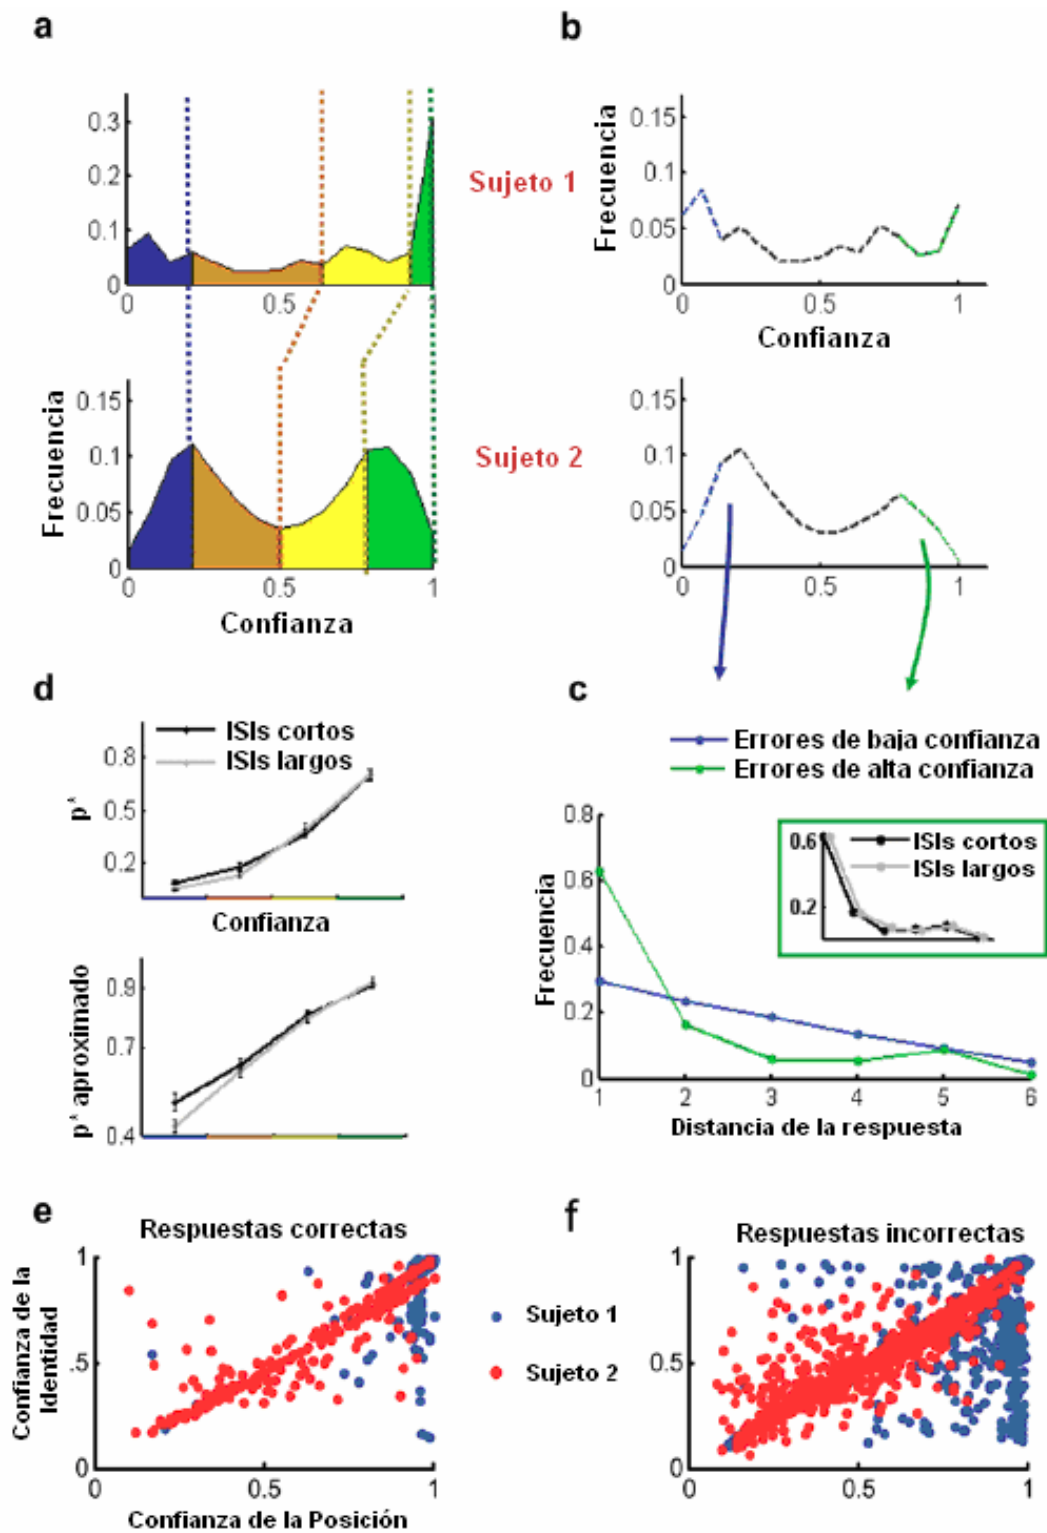 a
0.3
0.2
0.1
0
0
0.5
1
Sujeto 1
Frecuencia
0.15
0.1
0.05
0
0
0.5
1
Confianza
Sujeto 2
b
Frecuencia
0.15
0.1
0.05
0
0
0.5
1
Confianza
0.15
0.1
0.05
0
0
0.5
1
d
ISIs cortos
ISIs largos
p*
0.8
0.5
0.2
Confianza
p* aproximado
0.9
0.7
0.4
c
Errores de baja confianza
Errores de alta confianza
Frecuencia
0.8
0.6
0.4
0.2
0
1
2
3
4
5
6
Distancia de la respuesta
0.6
0.2
ISIs cortos
ISIs largos
e
Respuestas correctas
Confianza de la
Identidad
1
.5
0
0
0.5
1
Confianza de la Posición
Sujeto 1
Sujeto 2
f
Respuestas incorrectas
1
0.5
0
0
0.5
1